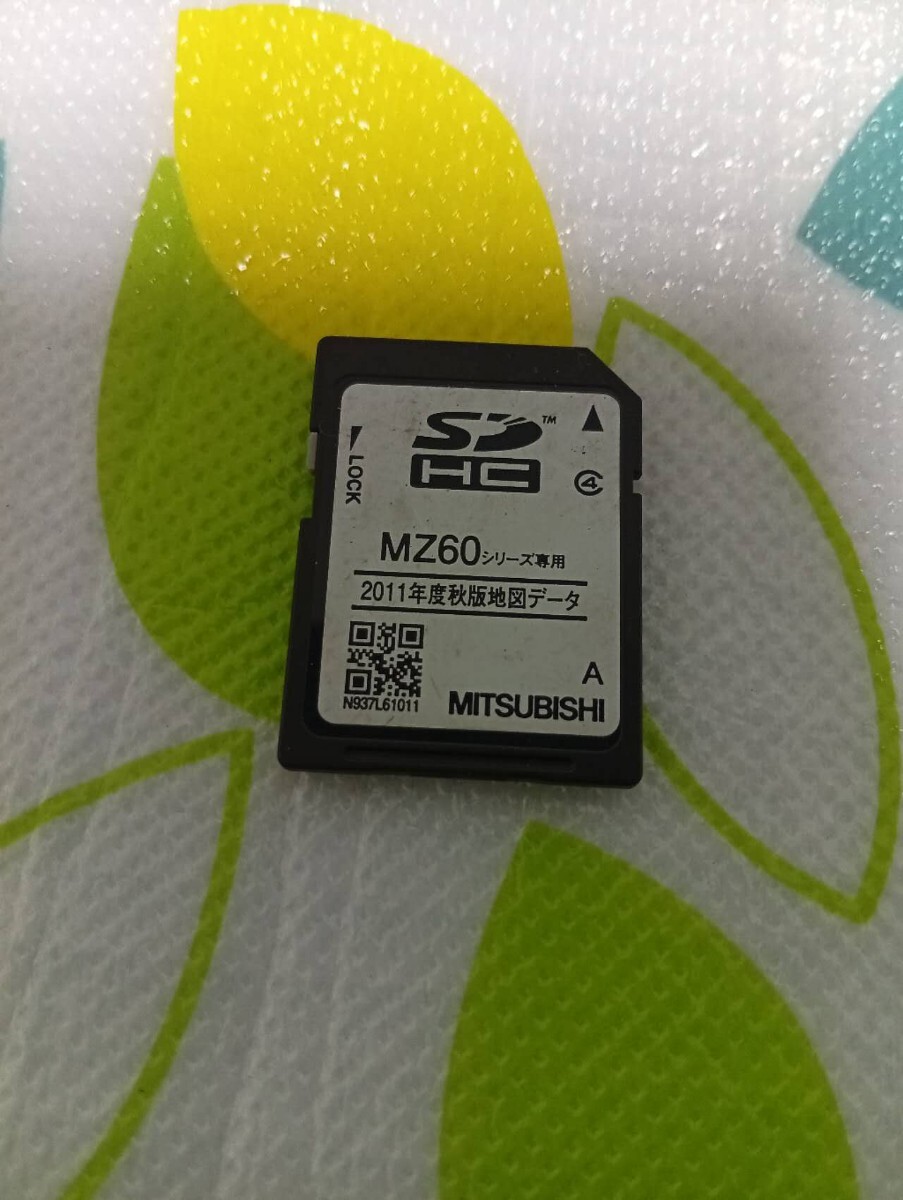 SD™
HC
LOCK
4
MZ60シリーズ専用
2011年度秋版地図データ
A
N937L61011
MITSUBISHI